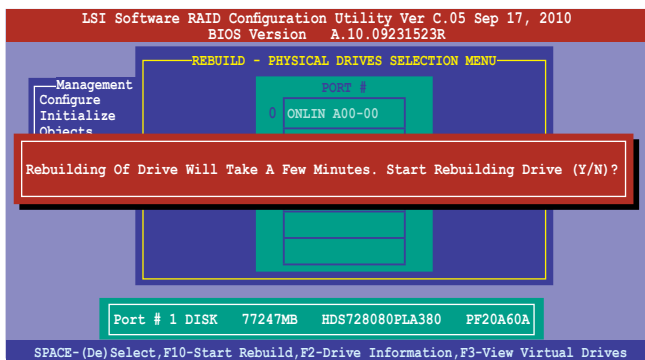 LSI Software RAID Configuration Utility Ver C.05 Sep 17, 2010
BIOS Version A.10.09231523R
REBUILD - PHYSICAL DRIVES SELECTION MENU
Management
PORT #
Configure
Initialize
0 ONLIN A00-00
Objects
Rebuilding Of Drive Will Take A Few Minutes. Start Rebuilding Drive (Y/N)?
Port # 1 DISK 77247MB HDS728080PLA380 PF20A60A
SPACE-(De)Select,F10-Start Rebuild,F2-Drive Information,F3-View Virtual Drives